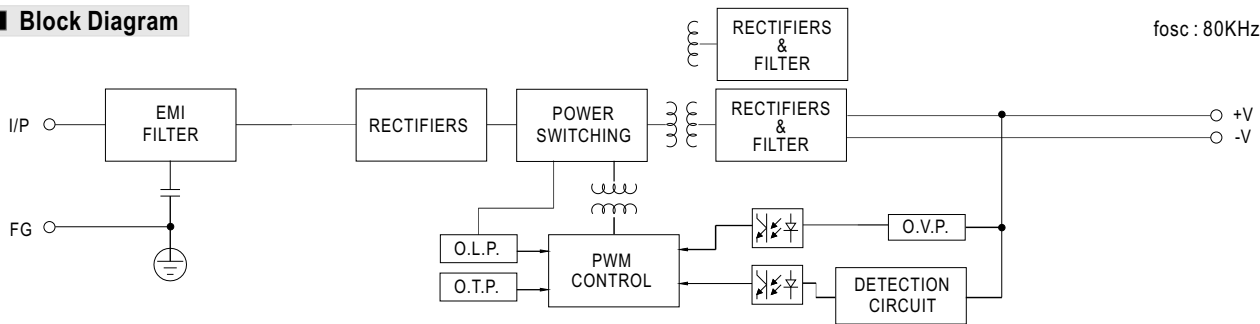 Block Diagram
fosc : 80KHz
RECTIFIERS
&
FILTER
I/P
EMI
FILTER
RECTIFIERS
POWER
SWITCHING
RECTIFIERS
&
FILTER
+V
-V
FG
O.L.P.
O.T.P.
PWM
CONTROL
O.V.P.
DETECTION
CIRCUIT